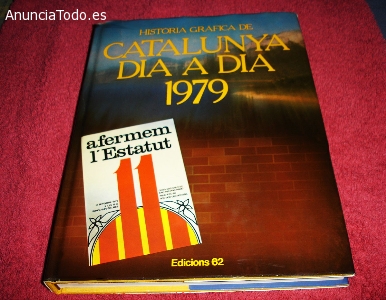 AnunciaTodo.es
HISTORIA GRAFICA DE
CATALUNYA
DIA A DIA
1979
afermem
l'Estatut
11
Edicions 62